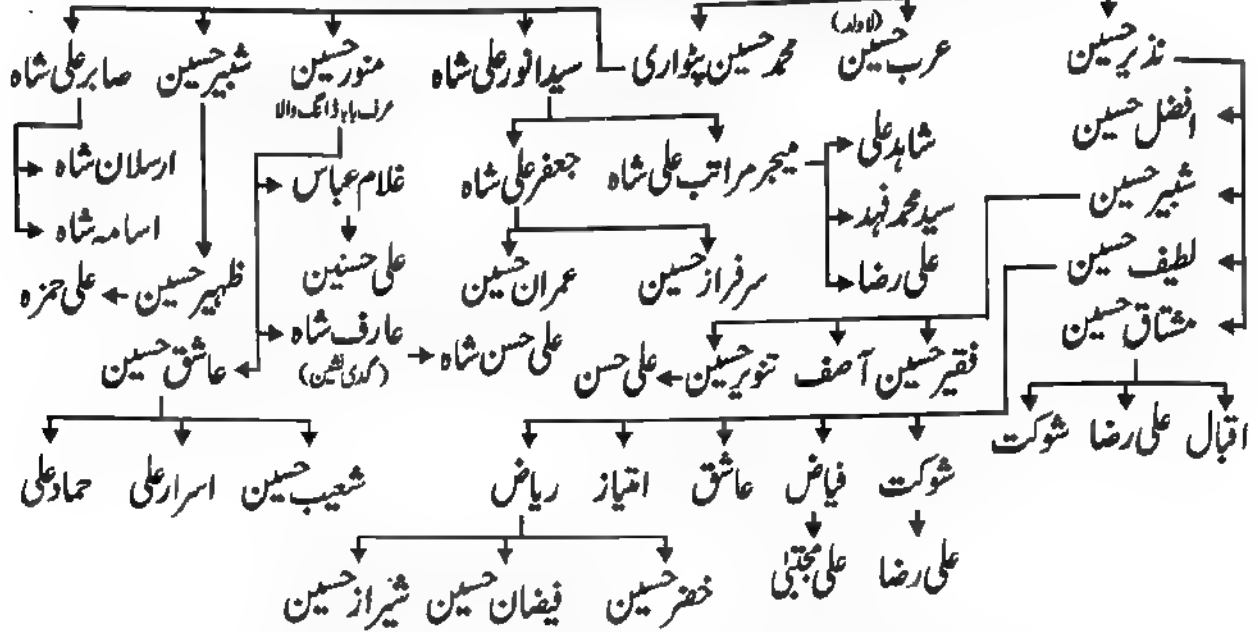 نذیر حسین عرب حسین (لاولد) محمد حسین پٹواری سید انور علی شاہ منور حسین شبیر حسین صابر علی شاہ
عرف بابا ڈانگ والا
افضل حسین
شاہد علی میجر مراتب علی شاہ جعفر علی شاہ غلام عباس ارسلان شاہ
شبیر حسین سید محمد فہد اسامہ شاہ
لطیف حسین علی رضا سرفراز حسین عمران حسین علی حسنین ظہیر حسین علی حمزہ
مشتاق حسین عارف شاہ علی حسن شاہ
(گدی نشین)
فقیر حسین آصف تنویر حسین علی حسن عاشق حسین
اقبال علی رضا شوکت
شوکت فیاض عاشق امتیاز ریاض شعیب حسین اسرار علی حماد علی
علی رضا علی مجتبیٰ خضر حسین فیضان حسین شیراز حسین